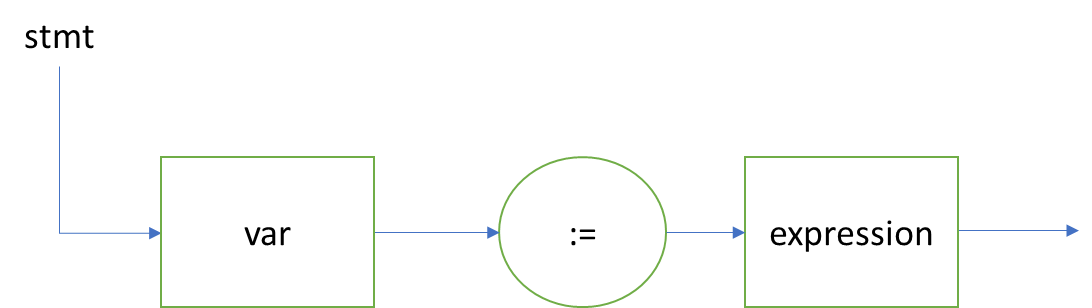 stmt
var
:=
expression